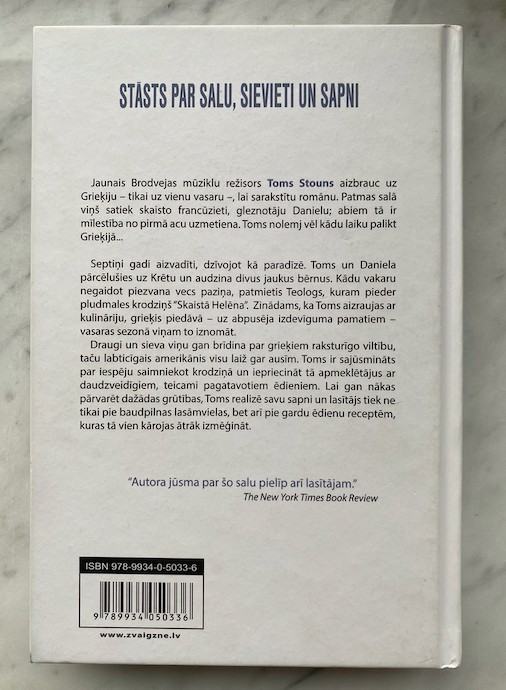 STĀSTS PAR SALU, SIEVIETI UN SAPNI
Jaunais Brodvejas mūziklu režisors Toms Stouns aizbrauc uz
Grieķiju – tikai uz vienu vasaru –, lai sarakstītu romānu. Patmas salā
viņš satiek skaisto francūzieti, gleznotāju Danielu; abiem tā ir
mīlestība no pirmā acu uzmetiena. Toms nolemj vēl kādu laiku palikt
Grieķijā...
Septiņi gadi aizvadīti, dzīvojot kā paradīzē. Toms un Daniela
pārcēlušies uz Krētu un audzina divus jaukus bērnus. Kādu vakaru
negaidot piezvana vecs paziņa, patmietis Teologs, kuram pieder
pludmales krodziņš “Skaistā Helēna”. Zinādams, ka Toms aizraujas ar
kulināriju, grieķis piedāvā – uz abpusēja izdevīguma pamatiem –
vasaras sezonā viņam to iznomāt.
Draugi un sieva viņu gan brīdina par grieķiem raksturīgo viltību,
taču labticīgais amerikānis visu laiž gar ausīm. Toms ir sajūsmināts
par iespēju saimniekot krodziņā un iepriecināt tā apmeklētājus ar
daudzveidīgiem, teicami pagatavotiem ēdieniem. Lai gan nākas
pārvarēt dažādas grūtības, Toms realizē savu sapni un lasītājs tiek ne
tikai pie baudpilnas lasāmvielas, bet arī pie gardu ēdienu receptēm,
kuras tā vien kārojas ātrāk izmēģināt.
“Autora jūsma par šo salu pielīp arī lasītājam.”
The New York Times Book Review
ISBN 978-9934-0-5033-6
9 789934 050336
www.zvaigzne.lv